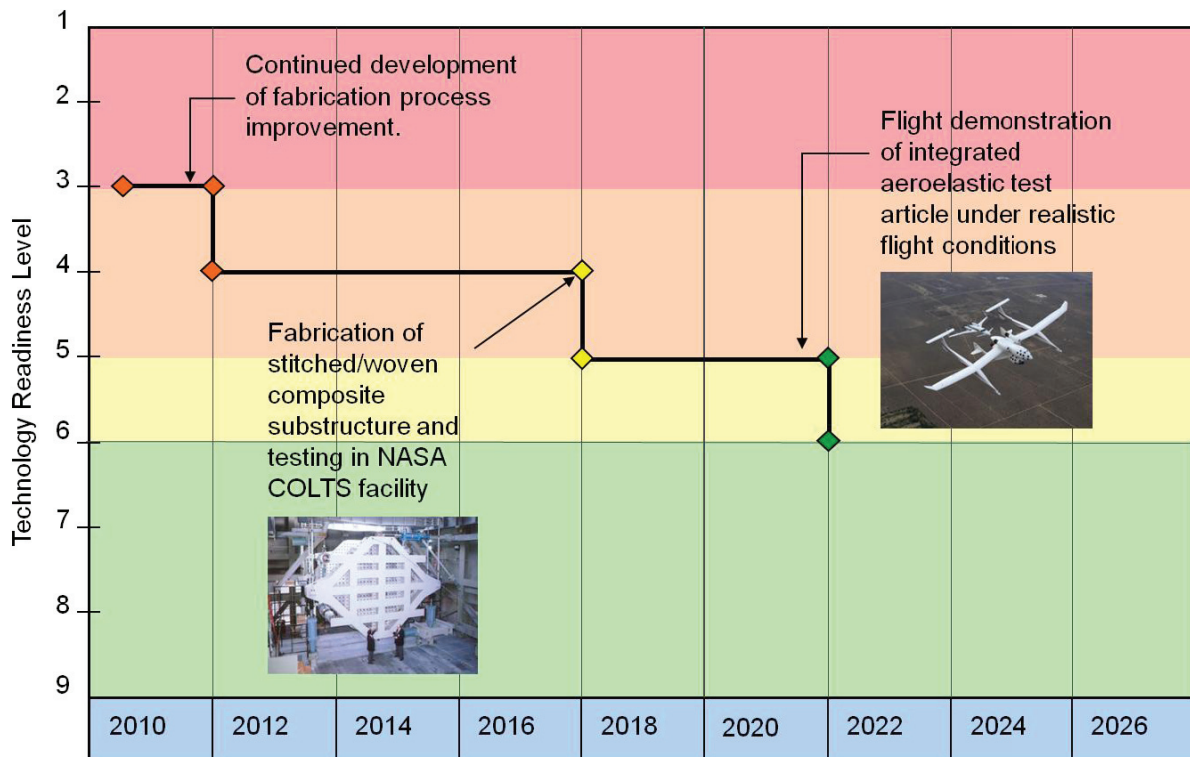 1
2
3
4
5
6
7
8
9
Technology Readiness Level
Continued development
of fabrication process
improvement.
Flight demonstration
of integrated
aeroelastic test
article under realistic
flight conditions
Fabrication of
stitched/woven
composite
substructure and
testing in NASA
COLTS facility
2010 2012 2014 2016 2018 2020 2022 2024 2026